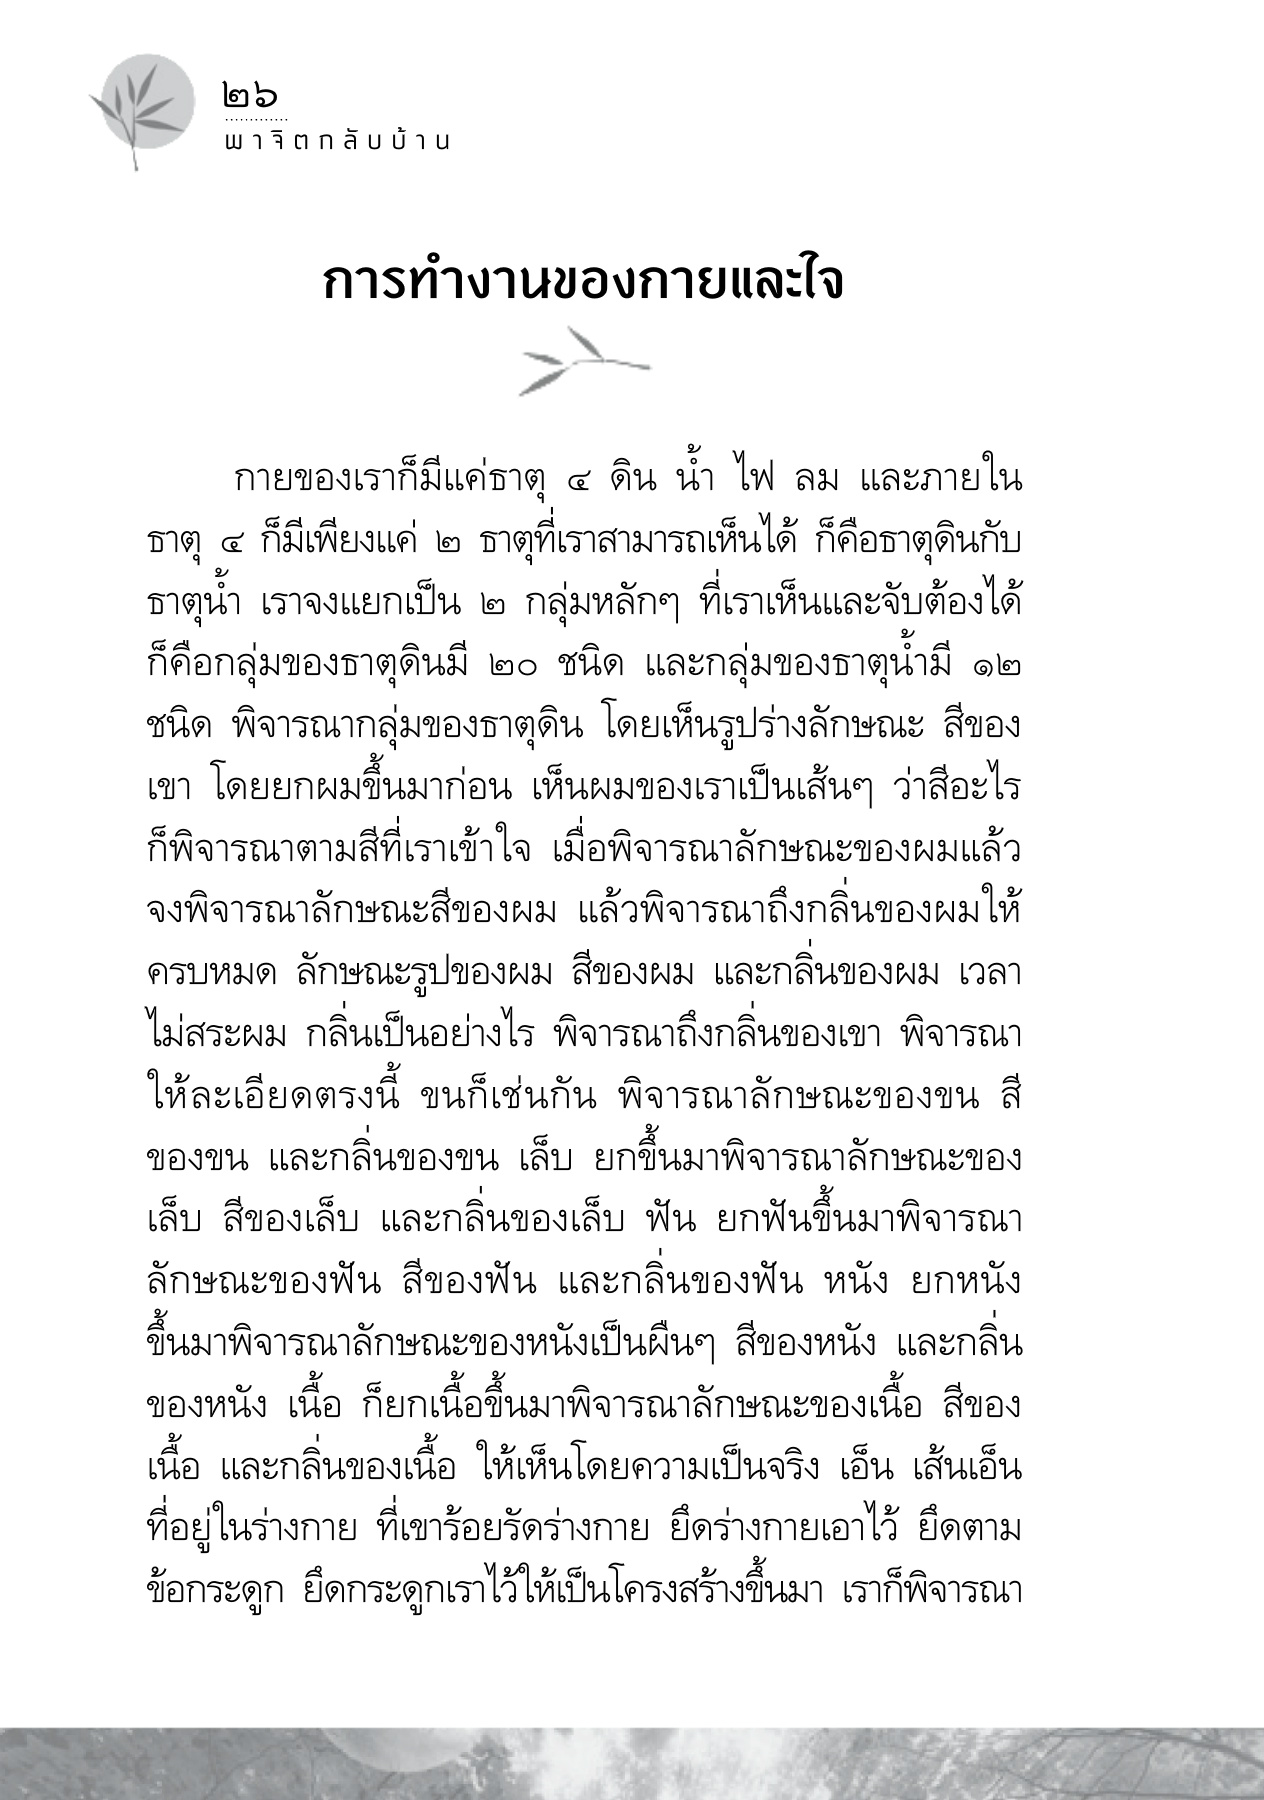 ๒๖
พาจิตกลับบ้าน
การทำงานของกายและใจ
กายของเราก็มีแค่ธาตุ ๔ ดิน น้ำ ไฟ ลม และภายใน
ธาตุ ๔ ก็มีเพียงแค่ ๒ ธาตุที่เราสามารถเห็นได้ ก็คือธาตุดินกับ
ธาตุน้ำ เราจงแยกเป็น ๒ กลุ่มหลักๆ ที่เราเห็นและจับต้องได้
ก็คือกลุ่มของธาตุดินมี ๒๐ ชนิด และกลุ่มของธาตุน้ำมี ๑๒
ชนิด พิจารณากลุ่มของธาตุดิน โดยเห็นรูปร่างลักษณะ สีของ
เขา โดยยกผมขึ้นมาก่อน เห็นผมของเราเป็นเส้นๆ ว่าสีอะไร
ก็พิจารณาตามสีที่เราเข้าใจ เมื่อพิจารณาลักษณะของผมแล้ว
จงพิจารณาลักษณะสีของผม แล้วพิจารณาถึงกลิ่นของผมให้
ครบหมด ลักษณะรูปของผม สีของผม และกลิ่นของผม เวลา
ไม่สระผม กลิ่นเป็นอย่างไร พิจารณาถึงกลิ่นของเขา พิจารณา
ให้ละเอียดตรงนี้ ขนก็เช่นกัน พิจารณาลักษณะของขน สี
ของขน และกลิ่นของขน เล็บ ยกขึ้นมาพิจารณาลักษณะของ
เล็บ สีของเล็บ และกลิ่นของเล็บ ฟัน ยกฟันขึ้นมาพิจารณา
ลักษณะของฟัน สีของฟัน และกลิ่นของฟัน หนัง ยกหนัง
ขึ้นมาพิจารณาลักษณะของหนังเป็นผืนๆ สีของหนัง และกลิ่น
ของหนัง เนื้อ ก็ยกเนื้อขึ้นมาพิจารณาลักษณะของเนื้อ สีของ
เนื้อ และกลิ่นของเนื้อ ให้เห็นโดยความเป็นจริง เอ็น เส้นเอ็น
ที่อยู่ในร่างกาย ที่เขาร้อยรัดร่างกาย ยึดร่างกายเอาไว้ ยึดตาม
ข้อกระดูก ยึดกระดูกเราไว้ให้เป็นโครงสร้างขึ้นมา เราก็พิจารณา